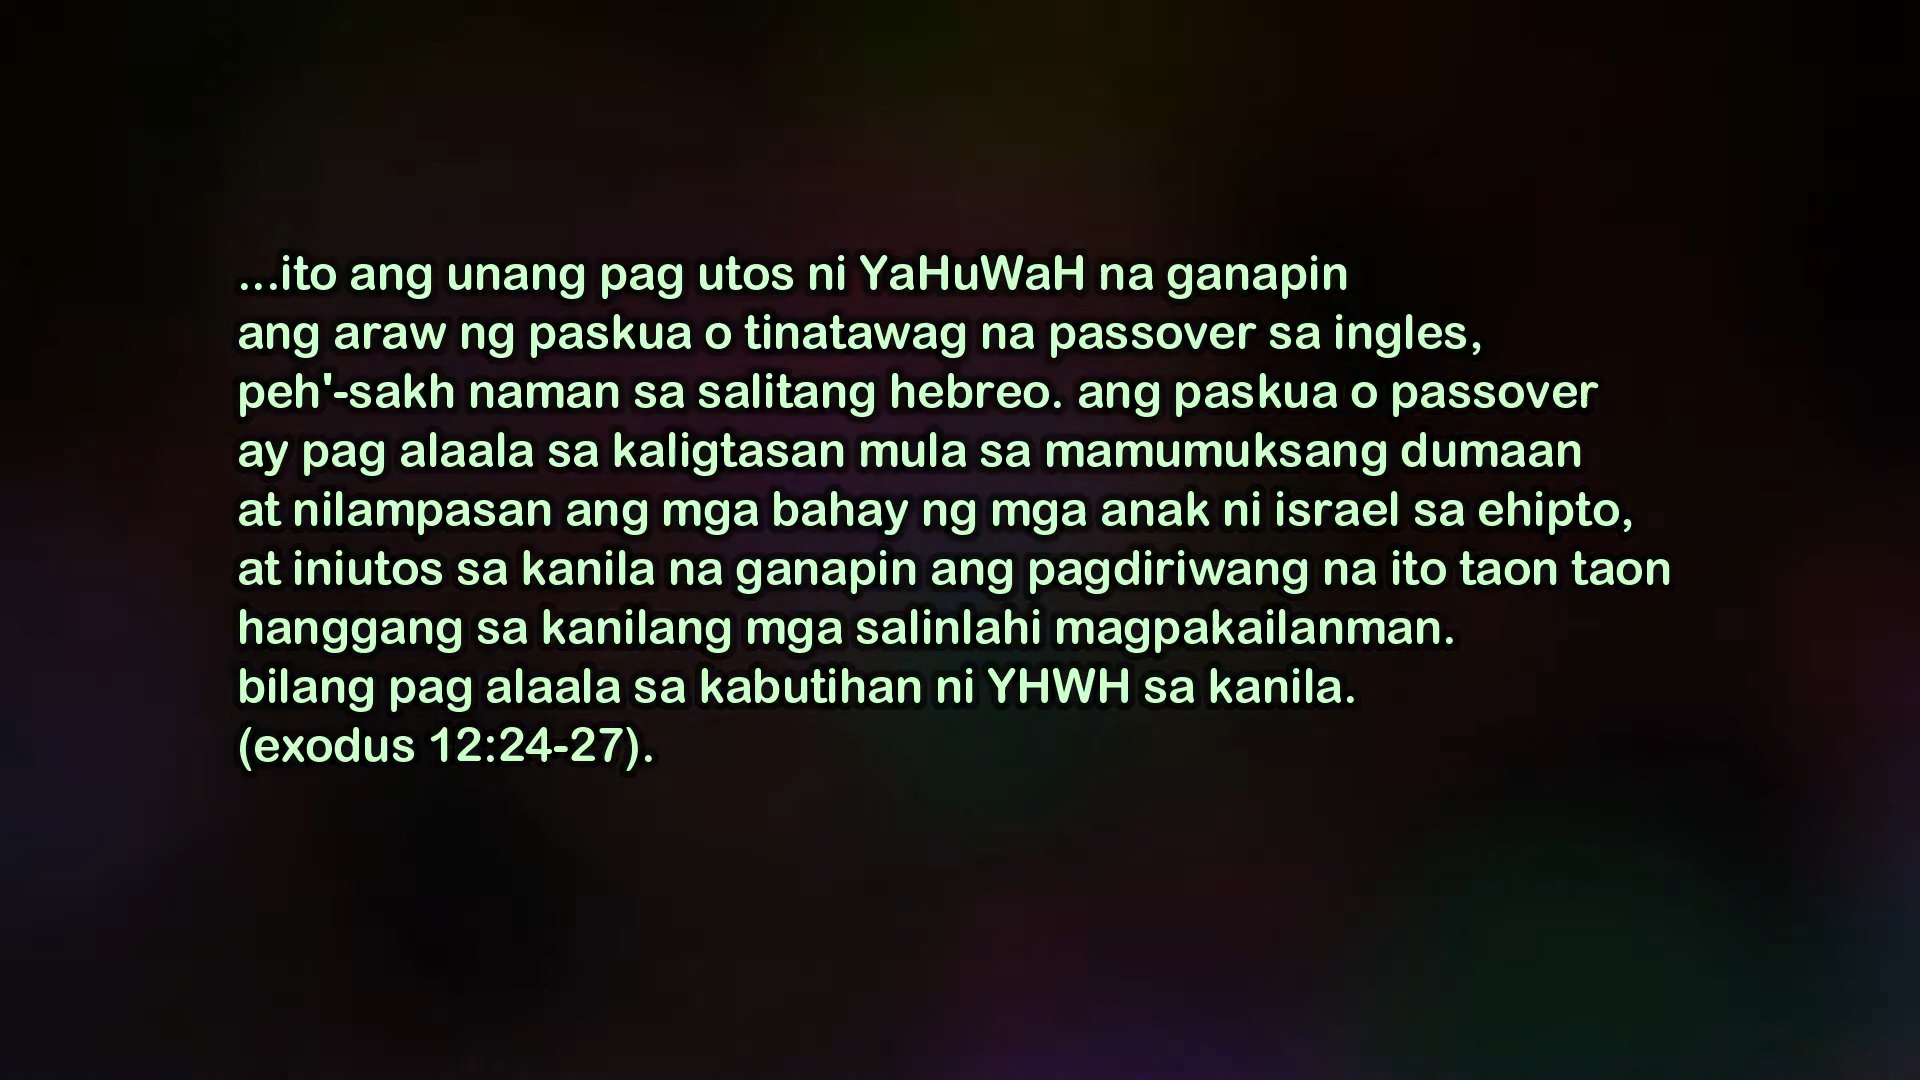 ...ito ang unang pag utos ni YaHuWaH na ganapin
ang araw ng paskua o tinatawag na passover sa ingles,
peh'-sakh naman sa salitang hebreo. ang paskua o passover
ay pag alaala sa kaligtasan mula sa mamumuksang dumaan
at nilampasan ang mga bahay ng mga anak ni israel sa ehipto,
at iniutos sa kanila na ganapin ang pagdiriwang na ito taon taon
hanggang sa kanilang mga salinlahi magpakailanman.
bilang pag alaala sa kabutihan ni YHWH sa kanila.
(exodus 12:24-27).